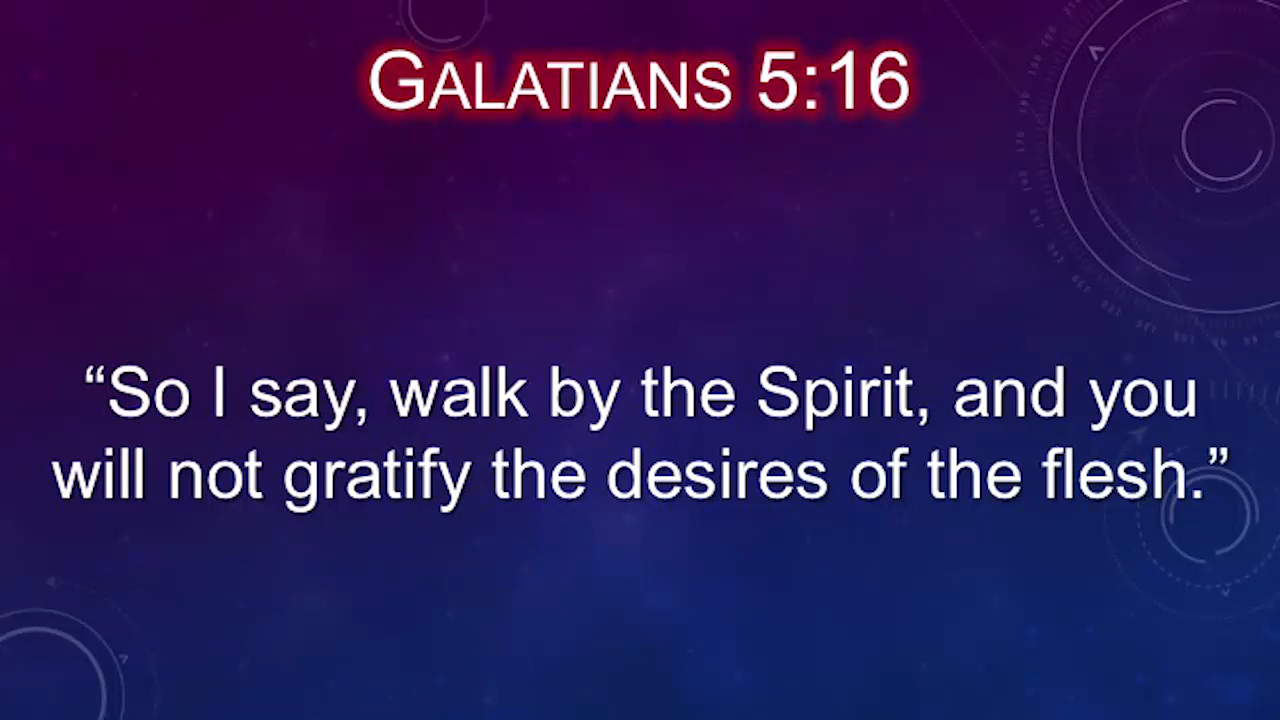 GALATIANS 5:16
“So I say, walk by the Spirit, and you
will not gratify the desires of the flesh.”